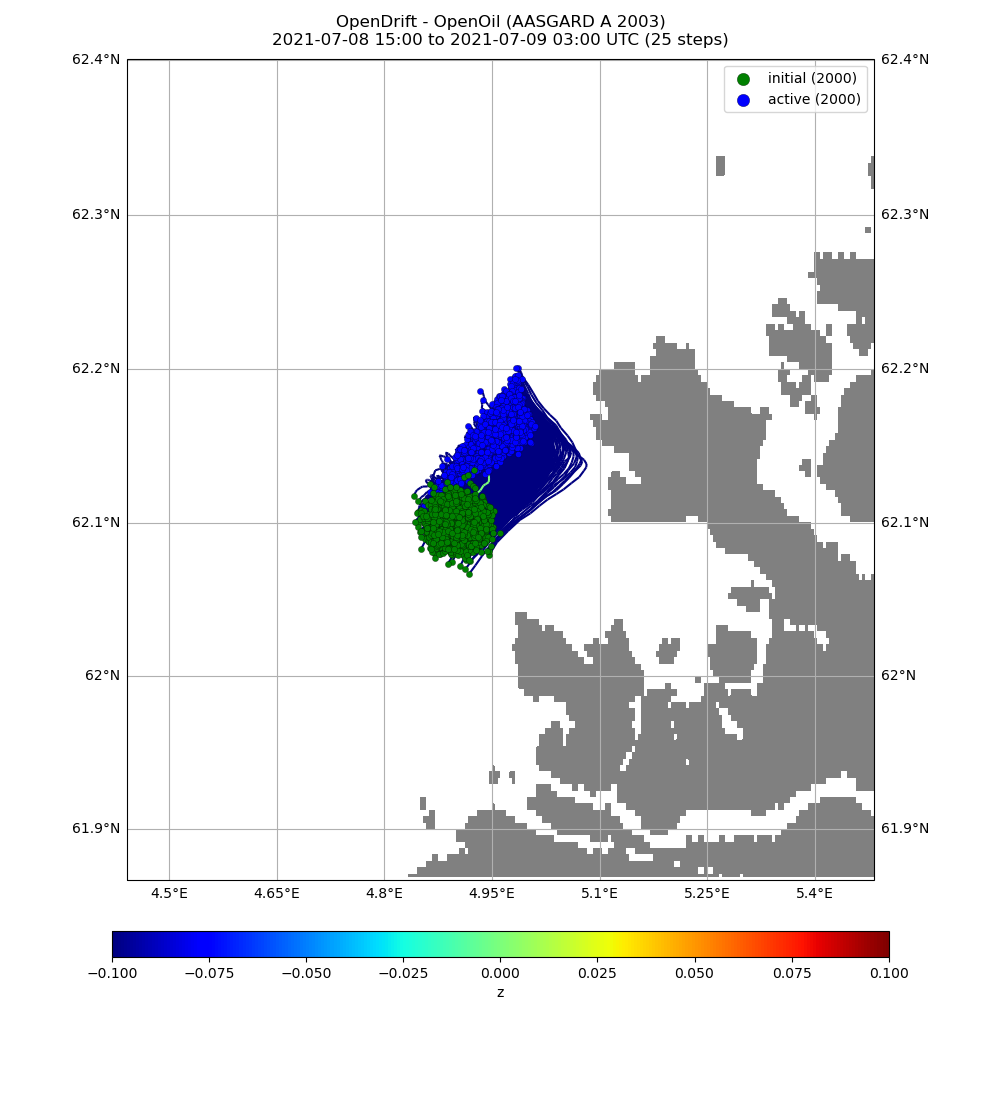 OpenDrift - OpenOil (AASGARD A 2003)
2021-07-08 15:00 to 2021-07-09 03:00 UTC (25 steps)
62.4°N
62.4°N
initial (2000)
active (2000)
62.3°N
62.3°N
62.2°N
62.2°N
62.1°N
62.1°N
62°N
62°N
61.9°N
61.9°N
4.5°E 4.65°E 4.8°E 4.95°E 5.1°E 5.25°E 5.4°E
−0.100 −0.075 −0.050 −0.025 0.000 0.025 0.050 0.075 0.100
z